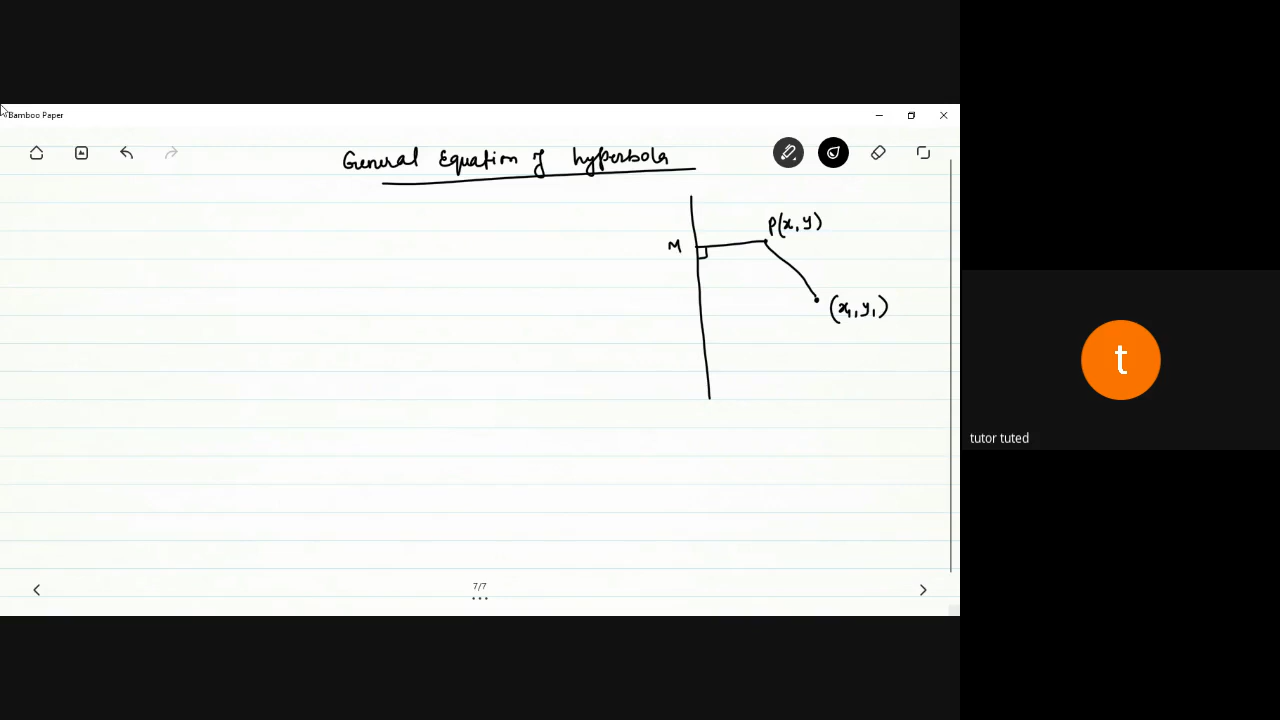 Bamboo Paper
General Equation of hyperbola
P(x, y)
M
(x₁, y₁)
t
tutor tuted
7/7